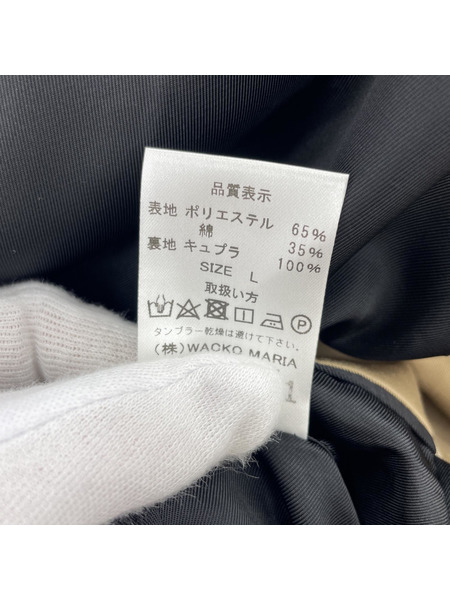 品質表示
表地 ポリエステル 65%
綿 35%
裏地 キュプラ 100%
SIZE L
取扱い方
P
タンブラー乾燥は避けて下さい。
(株)WACKO MARIA
1